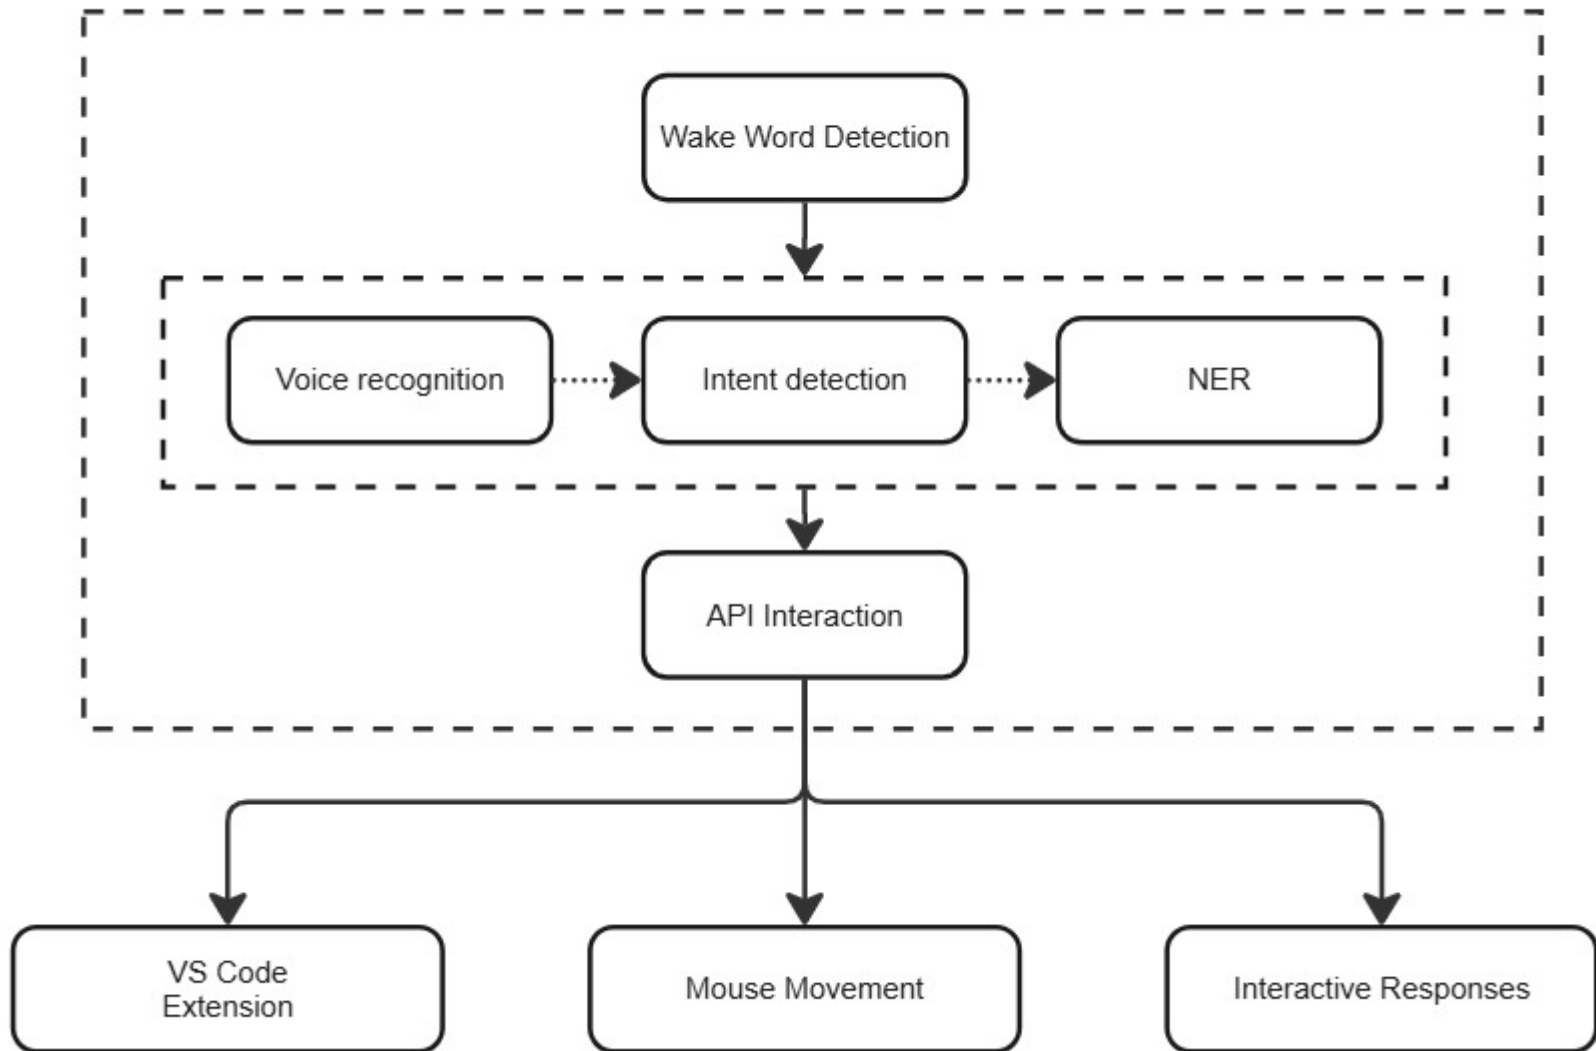 Wake Word Detection
Voice recognition
Intent detection
NER
API Interaction
VS Code
Extension
Mouse Movement
Interactive Responses